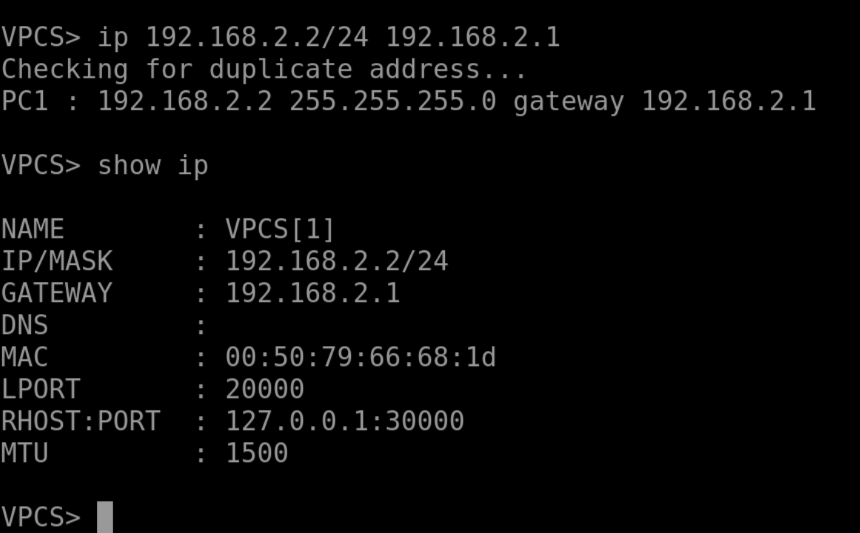 VPCS> ip 192.168.2.2/24 192.168.2.1
Checking for duplicate address...
PC1 : 192.168.2.2 255.255.255.0 gateway 192.168.2.1
VPCS> show ip
NAME        : VPCS[1]
IP/MASK     : 192.168.2.2/24
GATEWAY     : 192.168.2.1
DNS         :
MAC         : 00:50:79:66:68:1d
LPORT       : 20000
RHOST:PORT  : 127.0.0.1:30000
MTU         : 1500
VPCS>